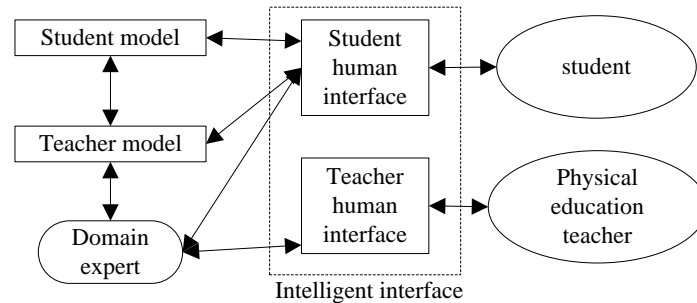 Student model
Student
human
interface
student
Teacher model
Teacher
human
interface
Physical
education
teacher
Domain
expert
Intelligent interface